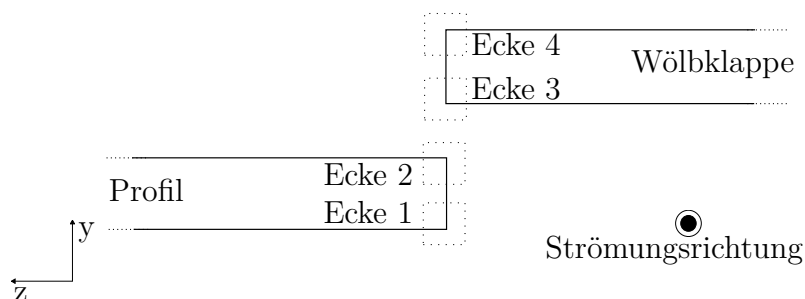 Ecke 4
Wölbklappe
Ecke 3
Ecke 2
Profil
Ecke 1
y
Strömungsrichtung
z